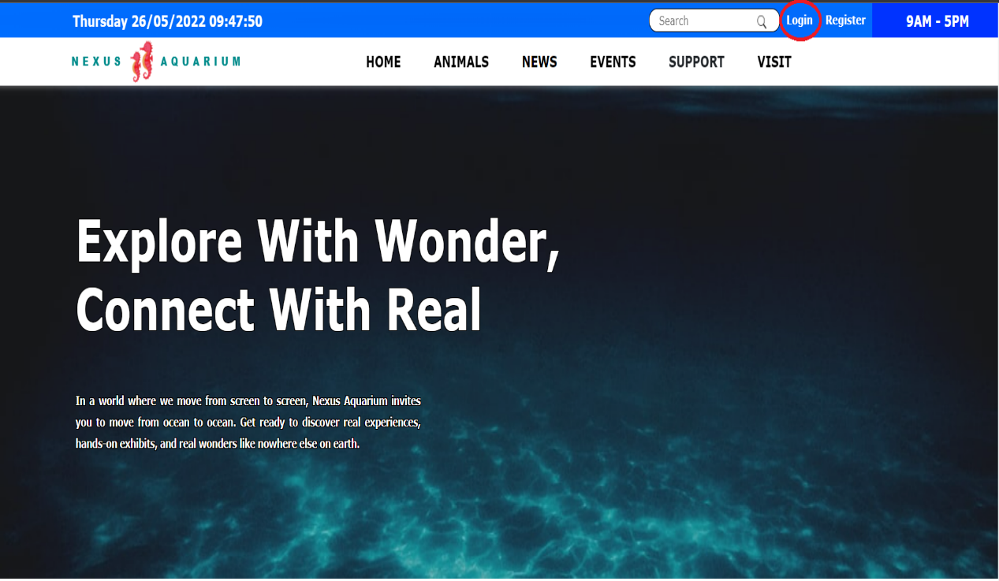 Thursday 26/05/2022 09:47:50
Search
Login
Register
9AM - 5PM
NEXUS AQUARIUM
HOME
ANIMALS
NEWS
EVENTS
SUPPORT
VISIT
Explore With Wonder,
Connect With Real
In a world where we move from screen to screen, Nexus Aquarium invites
you to move from ocean to ocean. Get ready to discover real experiences,
hands-on exhibits, and real wonders like nowhere else on earth.